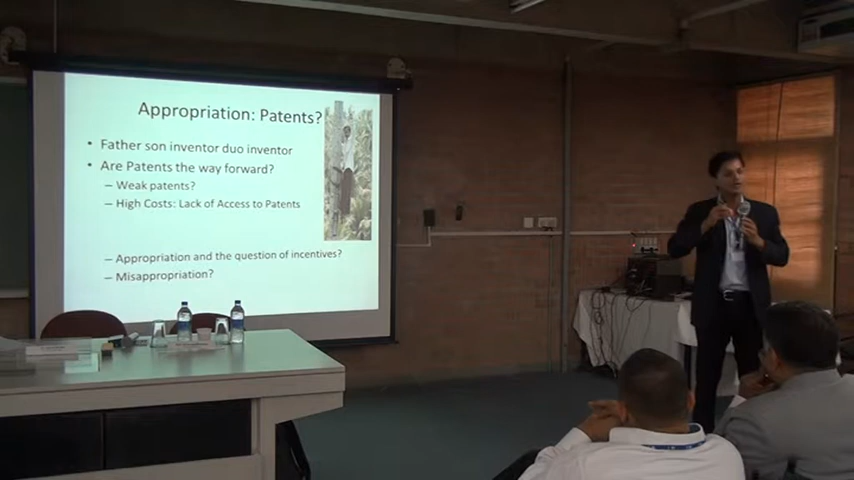 Appropriation: Patents?
• Father son inventor duo inventor
• Are Patents the way forward?
– Weak patents?
– High Costs: Lack of Access to Patents
– Appropriation and the question of incentives?
– Misappropriation?